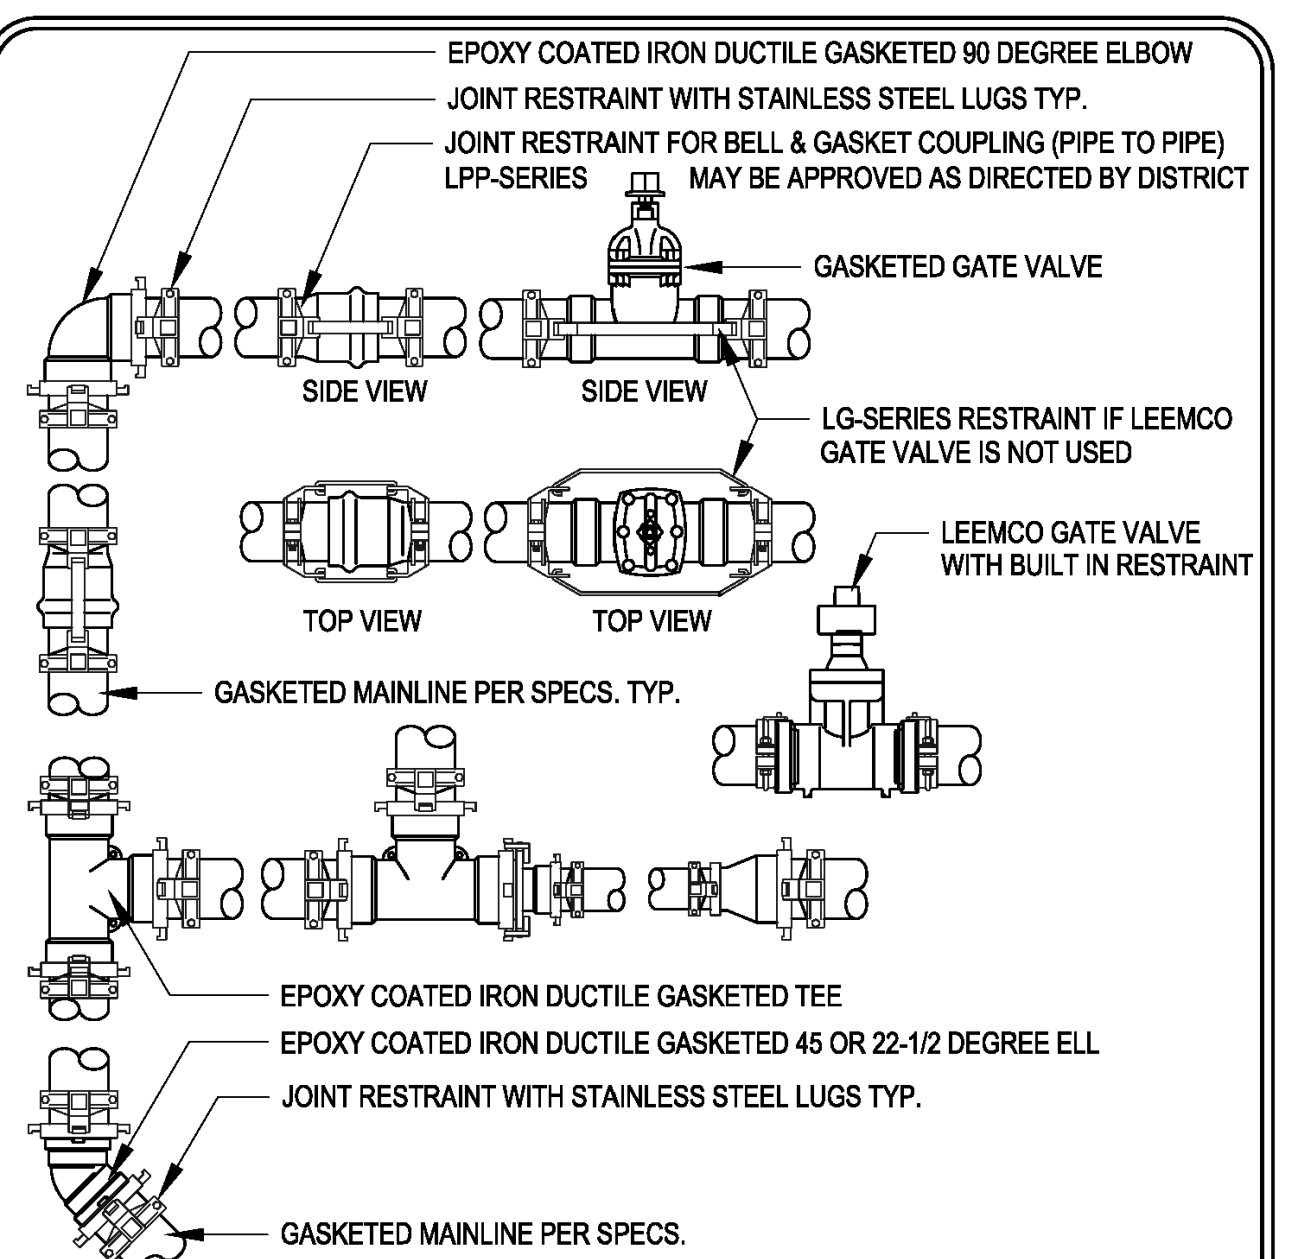 EPOXY COATED IRON DUCTILE GASKETED 90 DEGREE ELBOW
JOINT RESTRAINT WITH STAINLESS STEEL LUGS TYP.
JOINT RESTRAINT FOR BELL & GASKET COUPLING (PIPE TO PIPE)
LPP-SERIES MAY BE APPROVED AS DIRECTED BY DISTRICT
GASKETED GATE VALVE
SIDE VIEW
SIDE VIEW
LG-SERIES RESTRAINT IF LEEMCO
GATE VALVE IS NOT USED
LEEMCO GATE VALVE
WITH BUILT IN RESTRAINT
TOP VIEW
TOP VIEW
GASKETED MAINLINE PER SPECS. TYP.
EPOXY COATED IRON DUCTILE GASKETED TEE
EPOXY COATED IRON DUCTILE GASKETED 45 OR 22-1/2 DEGREE ELL
JOINT RESTRAINT WITH STAINLESS STEEL LUGS TYP.
GASKETED MAINLINE PER SPECS.